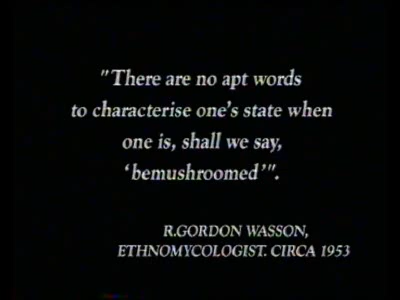 "There are no apt words
to characterise one's state when
one is, shall we say,
'bemushroomed'".
R.GORDON WASSON,
ETHNOMYCOLOGIST. CIRCA 1953